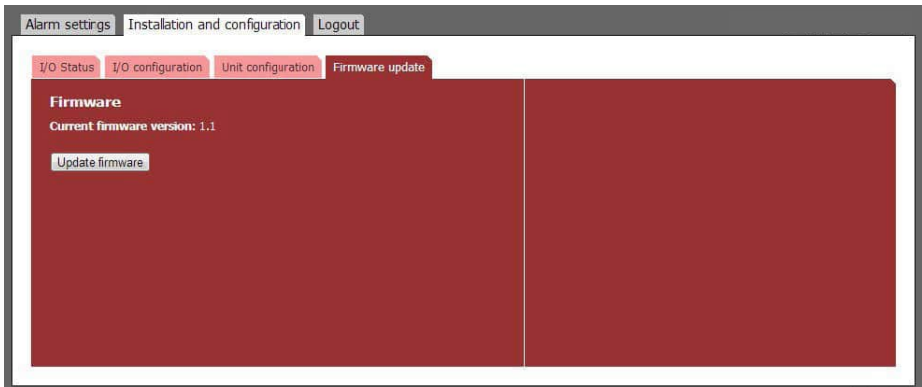 Alarm settings Installation and configuration Logout
I/O Status I/O configuration Unit configuration Firmware update
Firmware
Current firmware version: 1.1
Update firmware